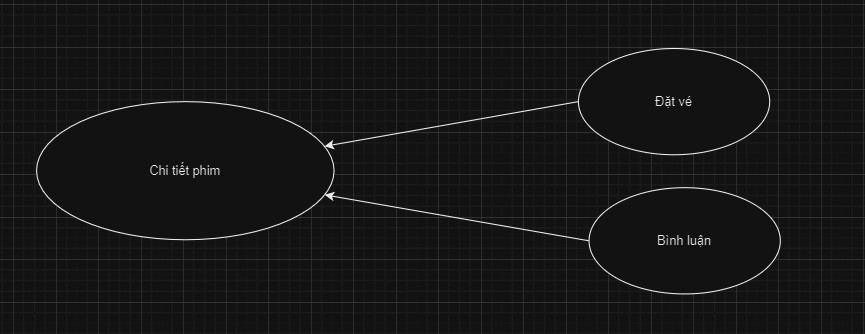 Đặt vé
Chi tiết phim
Bình luận